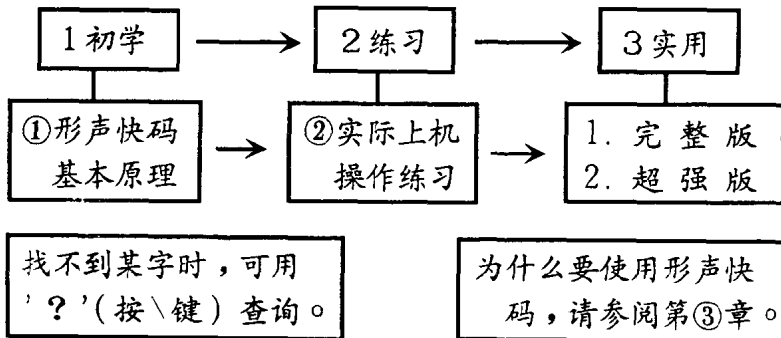 1初学
2练习
3实用
①形声快码
基本原理
②实际上机
操作练习
1. 完整版
2. 超强版
找不到某字时，可用
'？'(按\键) 查询。
为什么要使用形声快
码，请参阅第③章。